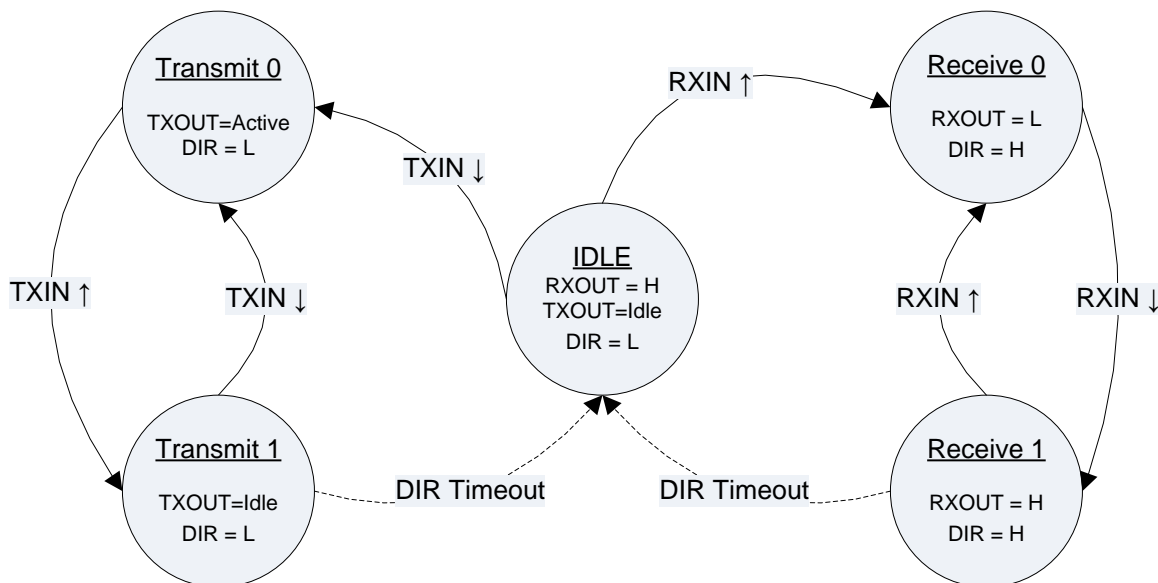 Transmit 0
TXOUT=Active
DIR = L
TXIN ↓
RXIN ↑
Receive 0
RXOUT = L
DIR = H
IDLE
RXOUT = H
TXOUT=Idle
DIR = L
TXIN ↑
TXIN ↓
RXIN ↑
RXIN ↓
Transmit 1
TXOUT=Idle
DIR = L
DIR Timeout
DIR Timeout
Receive 1
RXOUT = H
DIR = H